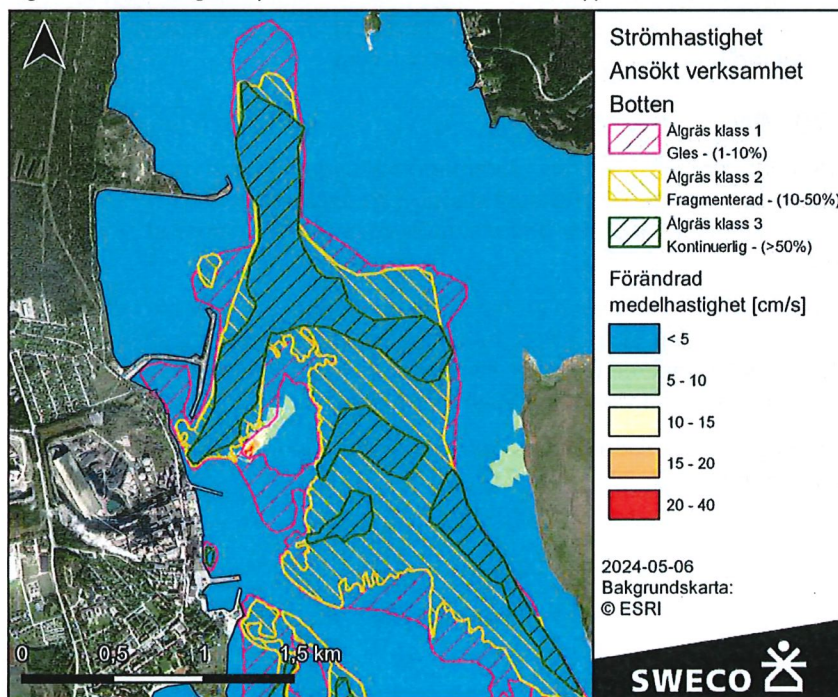 Strömhastighet
Ansökt verksamhet
Botten
Ålgräs klass 1
Gles - (1-10%)
Ålgräs klass 2
Fragmenterad - (10-50%)
Ålgräs klass 3
Kontinuerlig - (>50%)
Förändrad
medelhastighet [cm/s]
< 5
5 - 10
10 - 15
15 - 20
20 - 40
2024-05-06
Bakgrundskarta:
© ESRI
0 0,5 1 1,5 km
SWECO